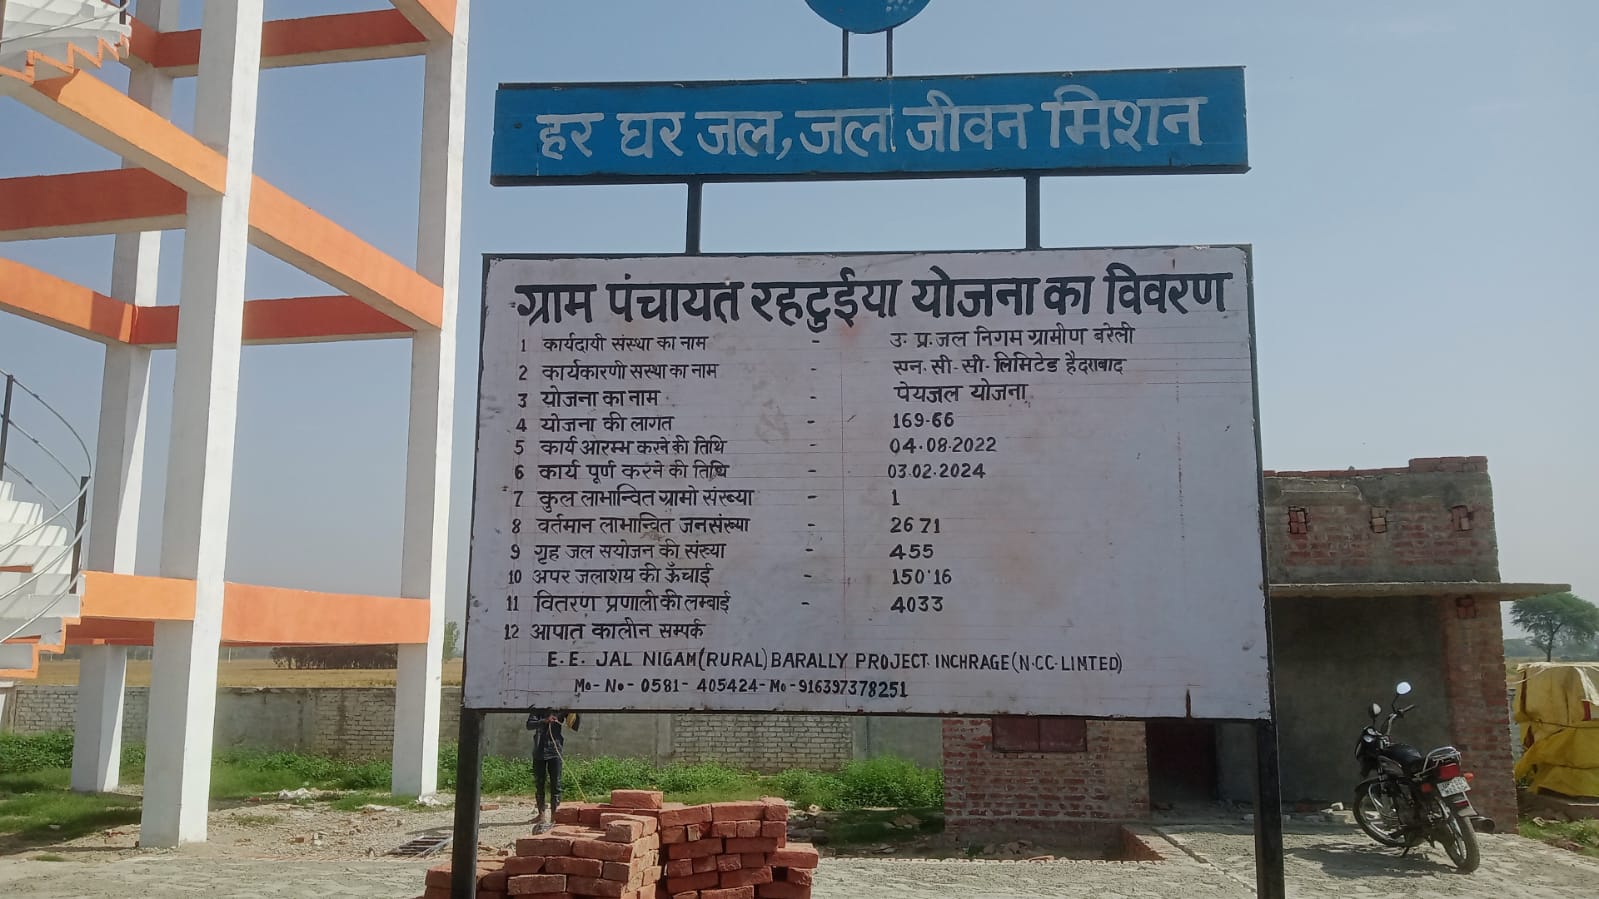 हर घर जल, जल जीवन मिशन
ग्राम पंचायत रहटुईया योजना का विवरण
1 कार्यदायी संस्था का नाम - उ. प्र. जल निगम ग्रामीण बरेली
2 कार्यकारणी सस्था का नाम - एन. सी- सी- लिमिटेड हैदराबाद
3 योजना का नाम - पेयजल योजना
4 योजना की लागत - 169-66
5 कार्य आरम्भ करने की तिथि - 04.08.2022
6 कार्य पूर्ण करने की तिथि - 03.02.2024
7 कुल लाभान्वित ग्रामो संख्या - 1
8 वर्तमान लाभान्वित जनसंख्या - 2671
9 गृह जल सयोजन की संख्या - 455
10 अपर जलाशय की ऊँचाई - 150'16
11 वितरण प्रणाली की लम्बाई - 4033
12 आपात कालीन सम्पर्क
E. E. JAL NIGAM(RURAL) BARALLY PROJECT INCHRAGE (N.CC. LIMTED)
Mo- No- 0581- 405424- Mo -916397378251